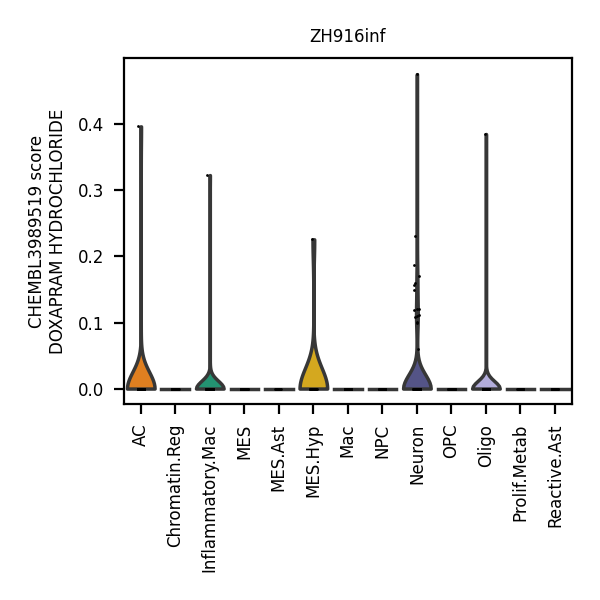 ZH916inf
CHEMBL3989519 score
DOXAPRAM HYDROCHLORIDE
0.4
0.3
0.2
0.1
0.0
AC
Chromatin.Reg
Inflammatory.Mac
MES
MES.Ast
MES.Hyp
Mac
NPC
Neuron
OPC
Oligo
Prolif.Metab
Reactive.Ast